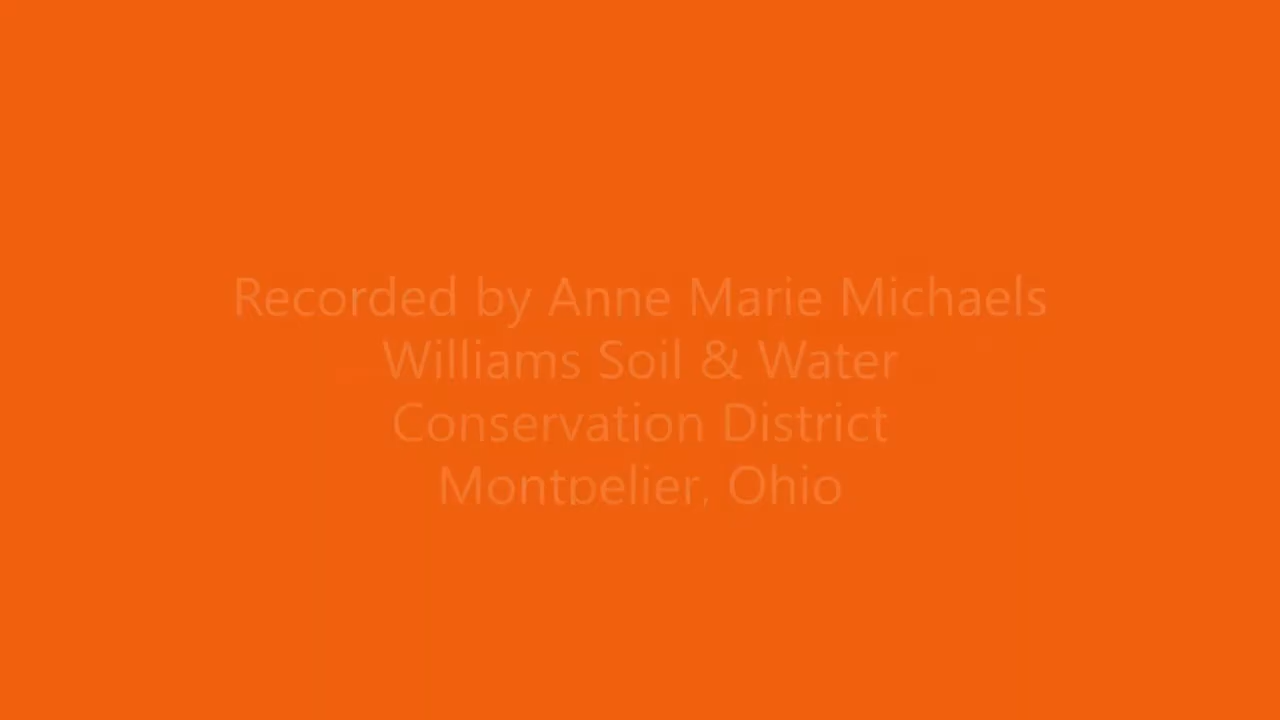 Recorded by Anne Marie Michaels
Williams Soil & Water
Conservation District
Montpelier, Ohio